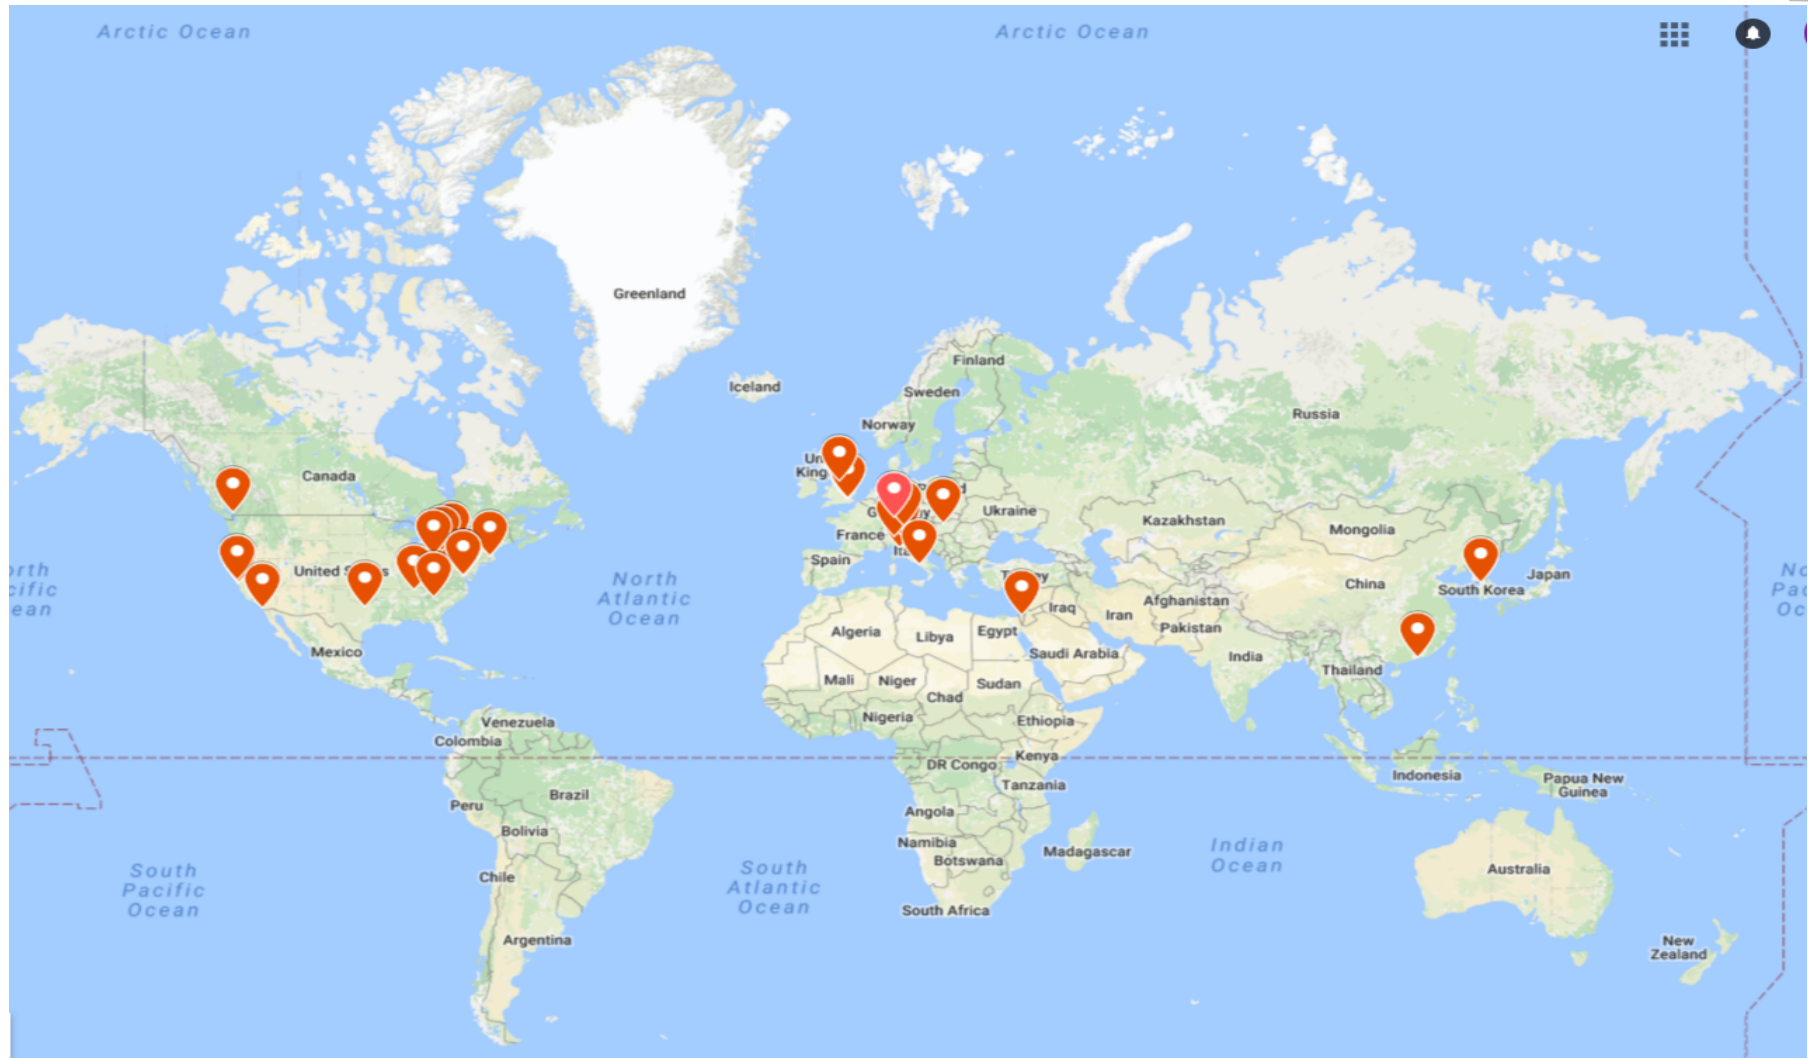 Arctic Ocean
Arctic Ocean
Greenland
Finland
Iceland
Sweden
Russia
Norway
Canada
Ukraine
Kazakhstan
Mongolia
France
Spain
North
Atlantic
Ocean
Japan
China
South Korea
Afghanistan
Iraq
Iran
Pakistan
Algeria
Libya
Egypt
Mexico
Saudi Arabia
India
Thailand
Mali
Niger
Sudan
Chad
Nigeria
Ethiopia
Venezuela
Colombia
Kenya
DR Congo
Indonesia
Papua New
Guinea
Tanzania
Brazil
Peru
Angola
Bolivia
Namibia
Botswana
Madagascar
Indian
Ocean
South
Pacific
Ocean
South
Atlantic
Ocean
Chile
Australia
South Africa
Argentina
New
Zealand